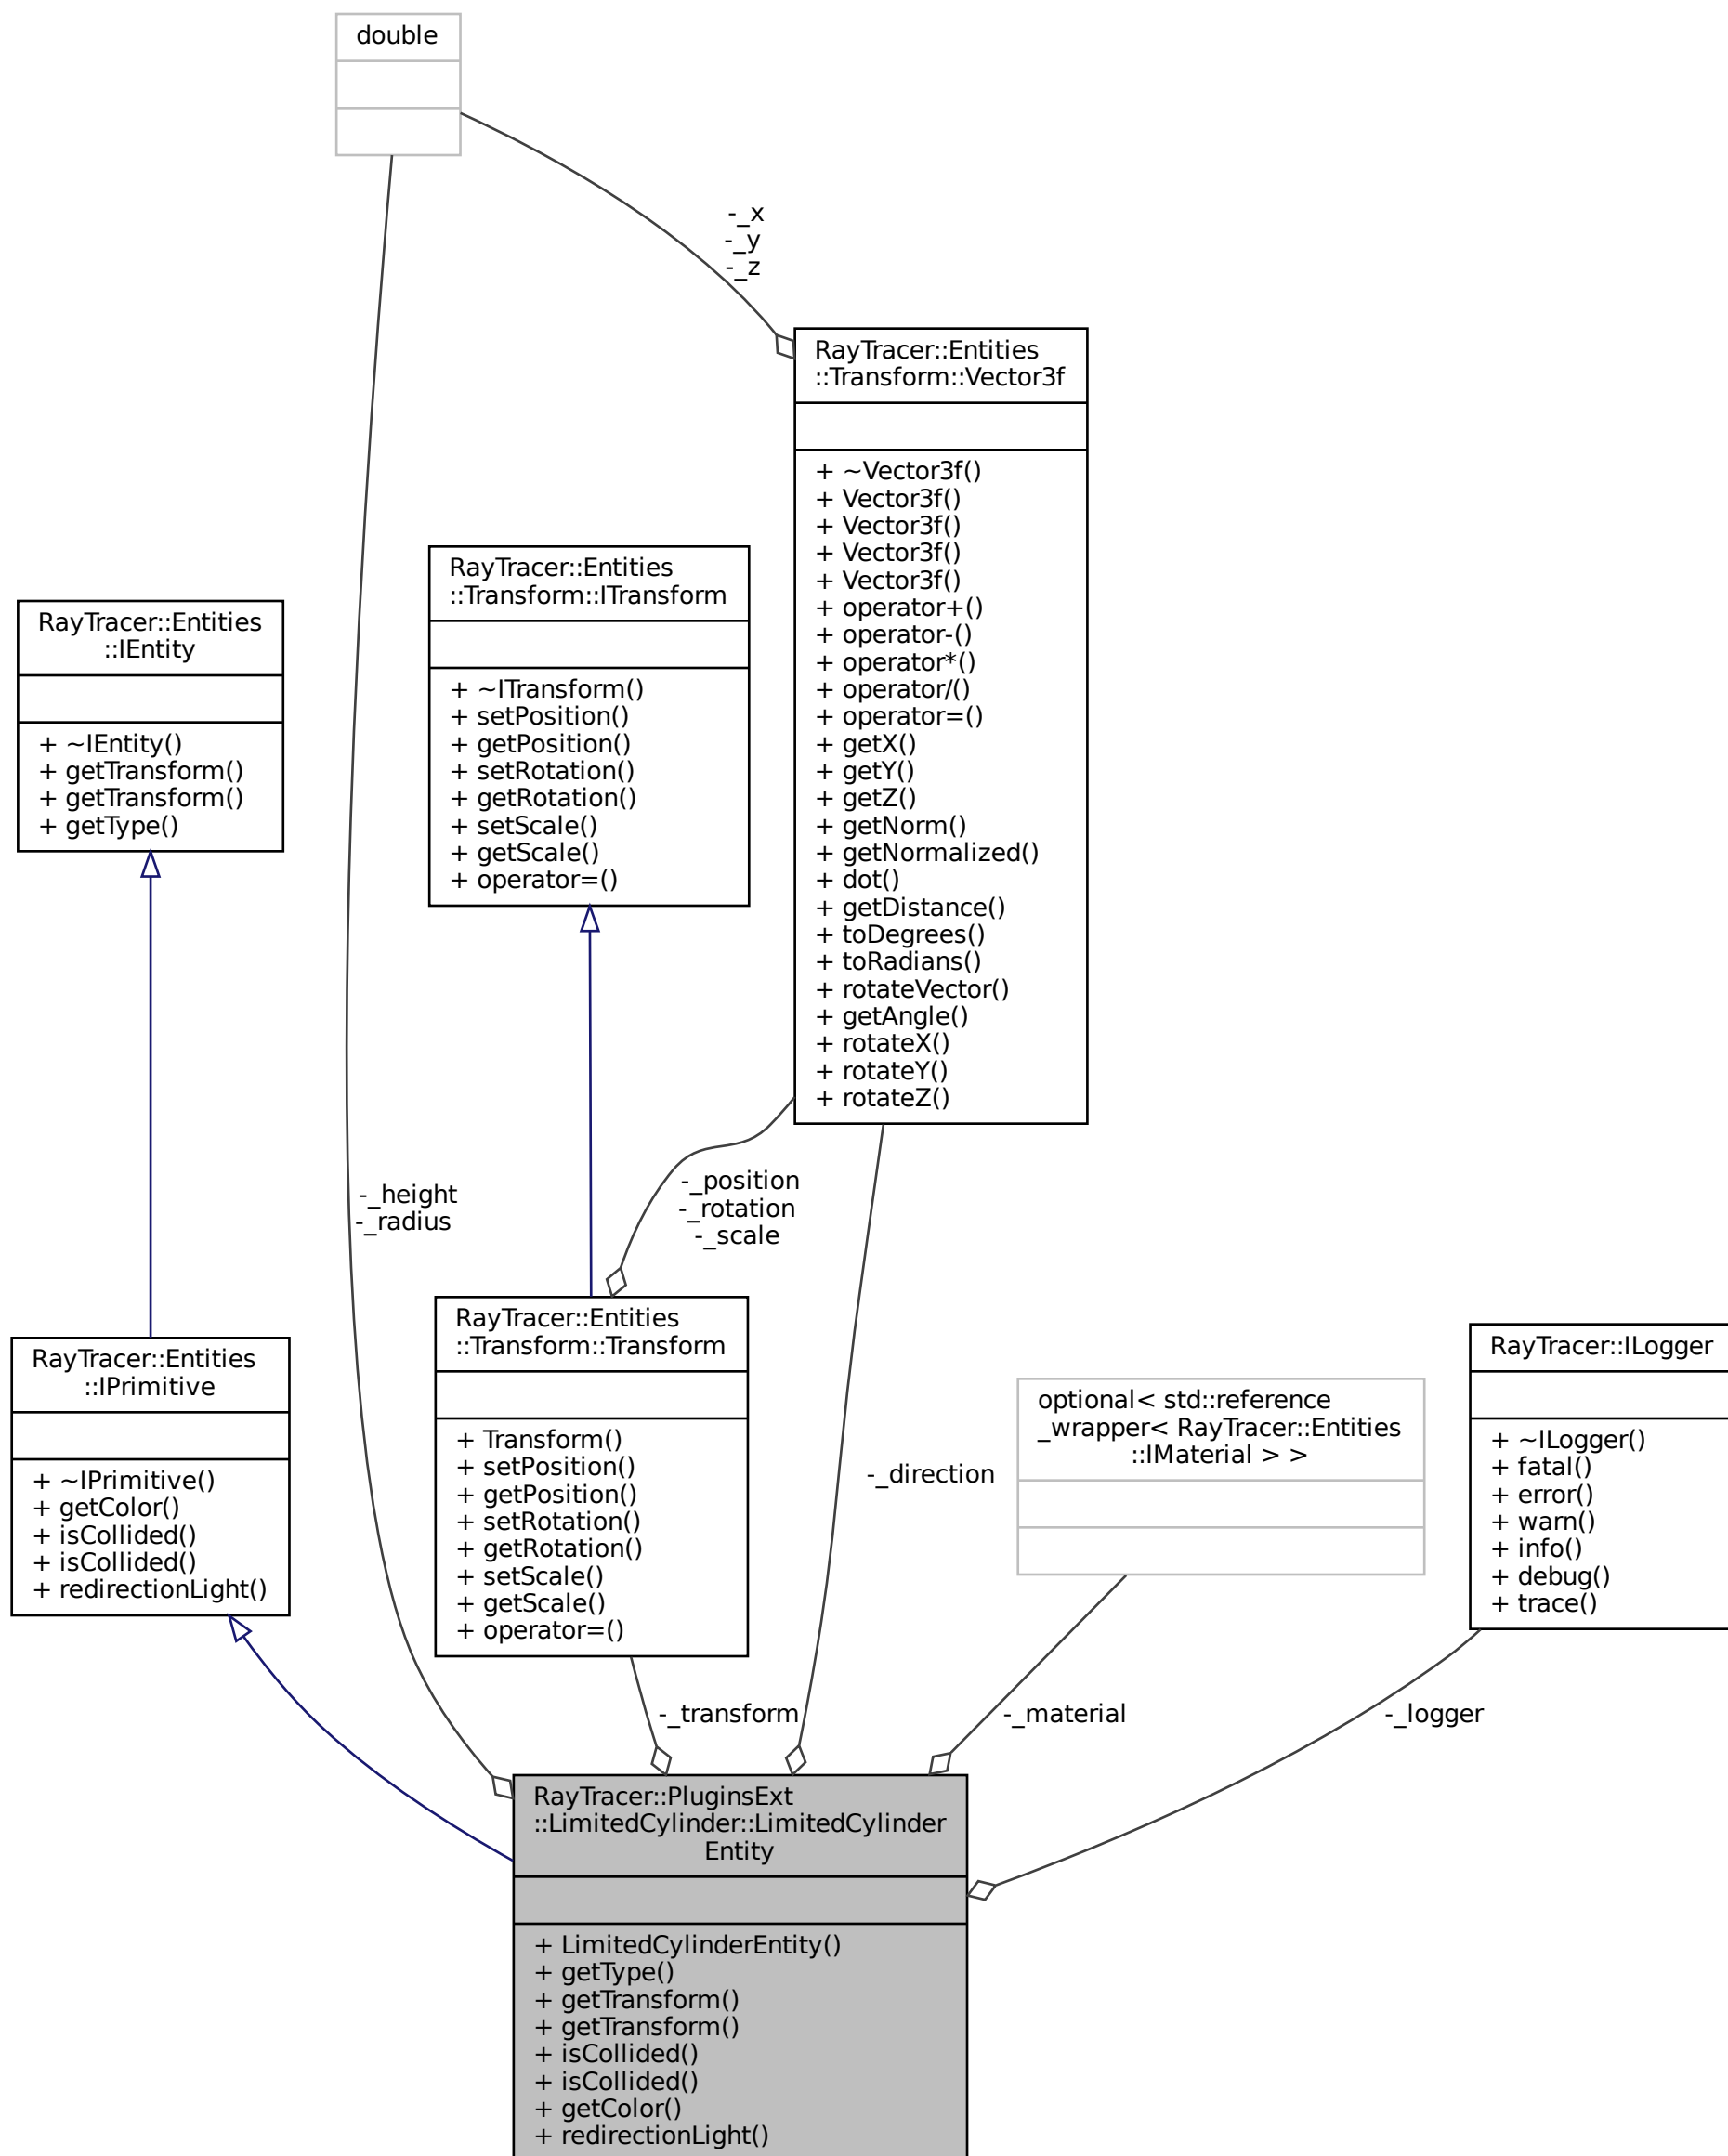 double
-_x
-_y
-_z
RayTracer::Entities
::Transform::Vector3f
+ ~Vector3f()
+ Vector3f()
+ Vector3f()
+ Vector3f()
+ Vector3f()
+ operator+()
+ operator-()
+ operator*()
+ operator/()
+ operator=()
+ getX()
+ getY()
+ getZ()
+ getNorm()
+ getNormalized()
+ dot()
+ getDistance()
+ toDegrees()
+ toRadians()
+ rotateVector()
+ getAngle()
+ rotateX()
+ rotateY()
+ rotateZ()
RayTracer::Entities
::Transform::ITransform
+ ~ITransform()
+ setPosition()
+ getPosition()
+ setRotation()
+ getRotation()
+ setScale()
+ getScale()
+ operator=()
RayTracer::Entities
::IEntity
+ ~IEntity()
+ getTransform()
+ getTransform()
+ getType()
-_height
-_radius
-_position
-_rotation
-_scale
RayTracer::Entities
::IPrimitive
+ ~IPrimitive()
+ getColor()
+ isCollided()
+ isCollided()
+ redirectionLight()
RayTracer::Entities
::Transform::Transform
+ Transform()
+ setPosition()
+ getPosition()
+ setRotation()
+ getRotation()
+ setScale()
+ getScale()
+ operator=()
-_direction
optional< std::reference
_wrapper< RayTracer::Entities
::IMaterial > >
RayTracer::ILogger
+ ~ILogger()
+ fatal()
+ error()
+ warn()
+ info()
+ debug()
+ trace()
-_transform
-_material
-_logger
RayTracer::PluginsExt
::LimitedCylinder::LimitedCylinder
Entity
+ LimitedCylinderEntity()
+ getType()
+ getTransform()
+ getTransform()
+ isCollided()
+ isCollided()
+ getColor()
+ redirectionLight()